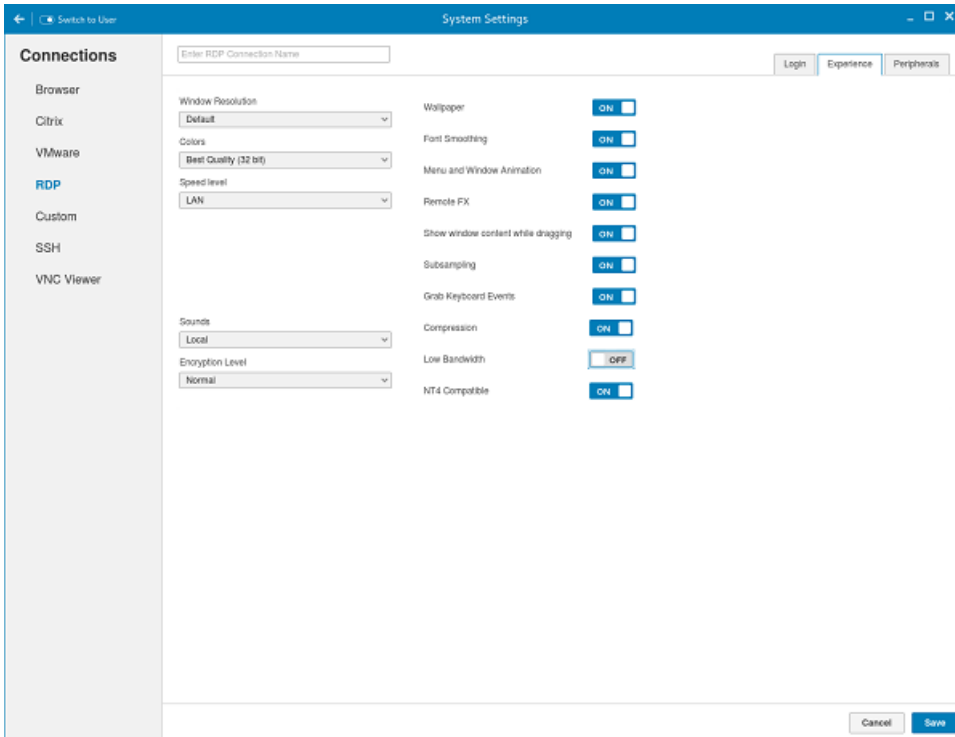 Switch to User
System Settings
Connections
Browser
Citrix
VMware
RDP
Custom
SSH
VNC Viewer
Enter RDP Connection Name
Login Experience Peripherals
Window Resolution
Default
Colors
Best Quality (32 bit)
Speed level
LAN
Sounds
Local
Encryption Level
Normal
Wallpaper ON
Font Smoothing ON
Menu and Window Animation ON
Remote FX ON
Show window content while dragging ON
Subsampling ON
Grab Keyboard Events ON
Compression ON
Low Bandwidth OFF
NT4 Compatible ON
Cancel Save